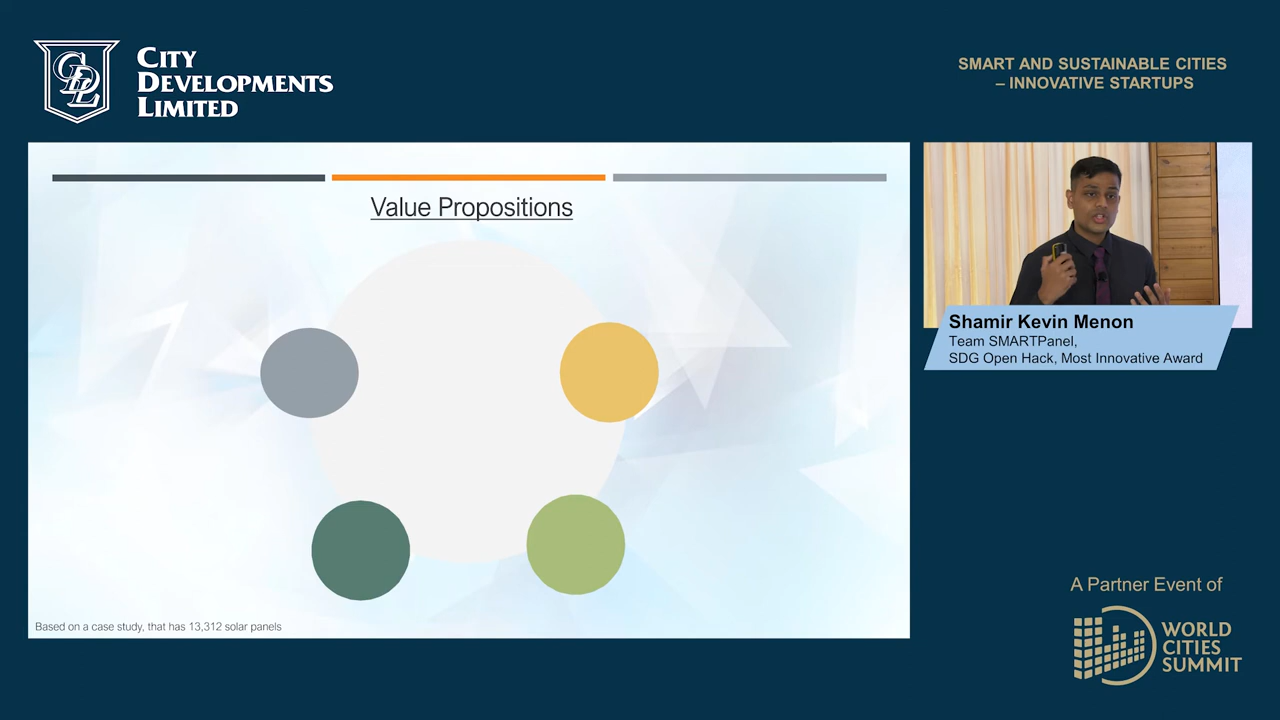 CITY
DEVELOPMENTS
LIMITED
CDL
SMART AND SUSTAINABLE CITIES
– INNOVATIVE STARTUPS
Value Propositions
Based on a case study, that has 13,312 solar panels
Shamir Kevin Menon
Team SMARTPanel,
SDG Open Hack, Most Innovative Award
A Partner Event of
WORLD
CITIES
SUMMIT